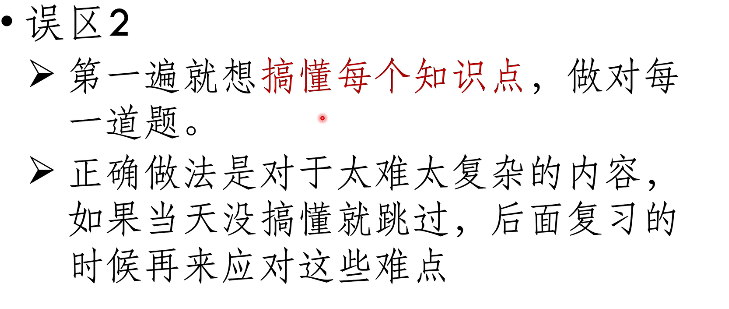 • 误区2
➢ 第一遍就想搞懂每个知识点，做对每
一道题。
➢ 正确做法是对于太难太复杂的内容，
如果当天没搞懂就跳过，后面复习的
时候再来应对这些难点